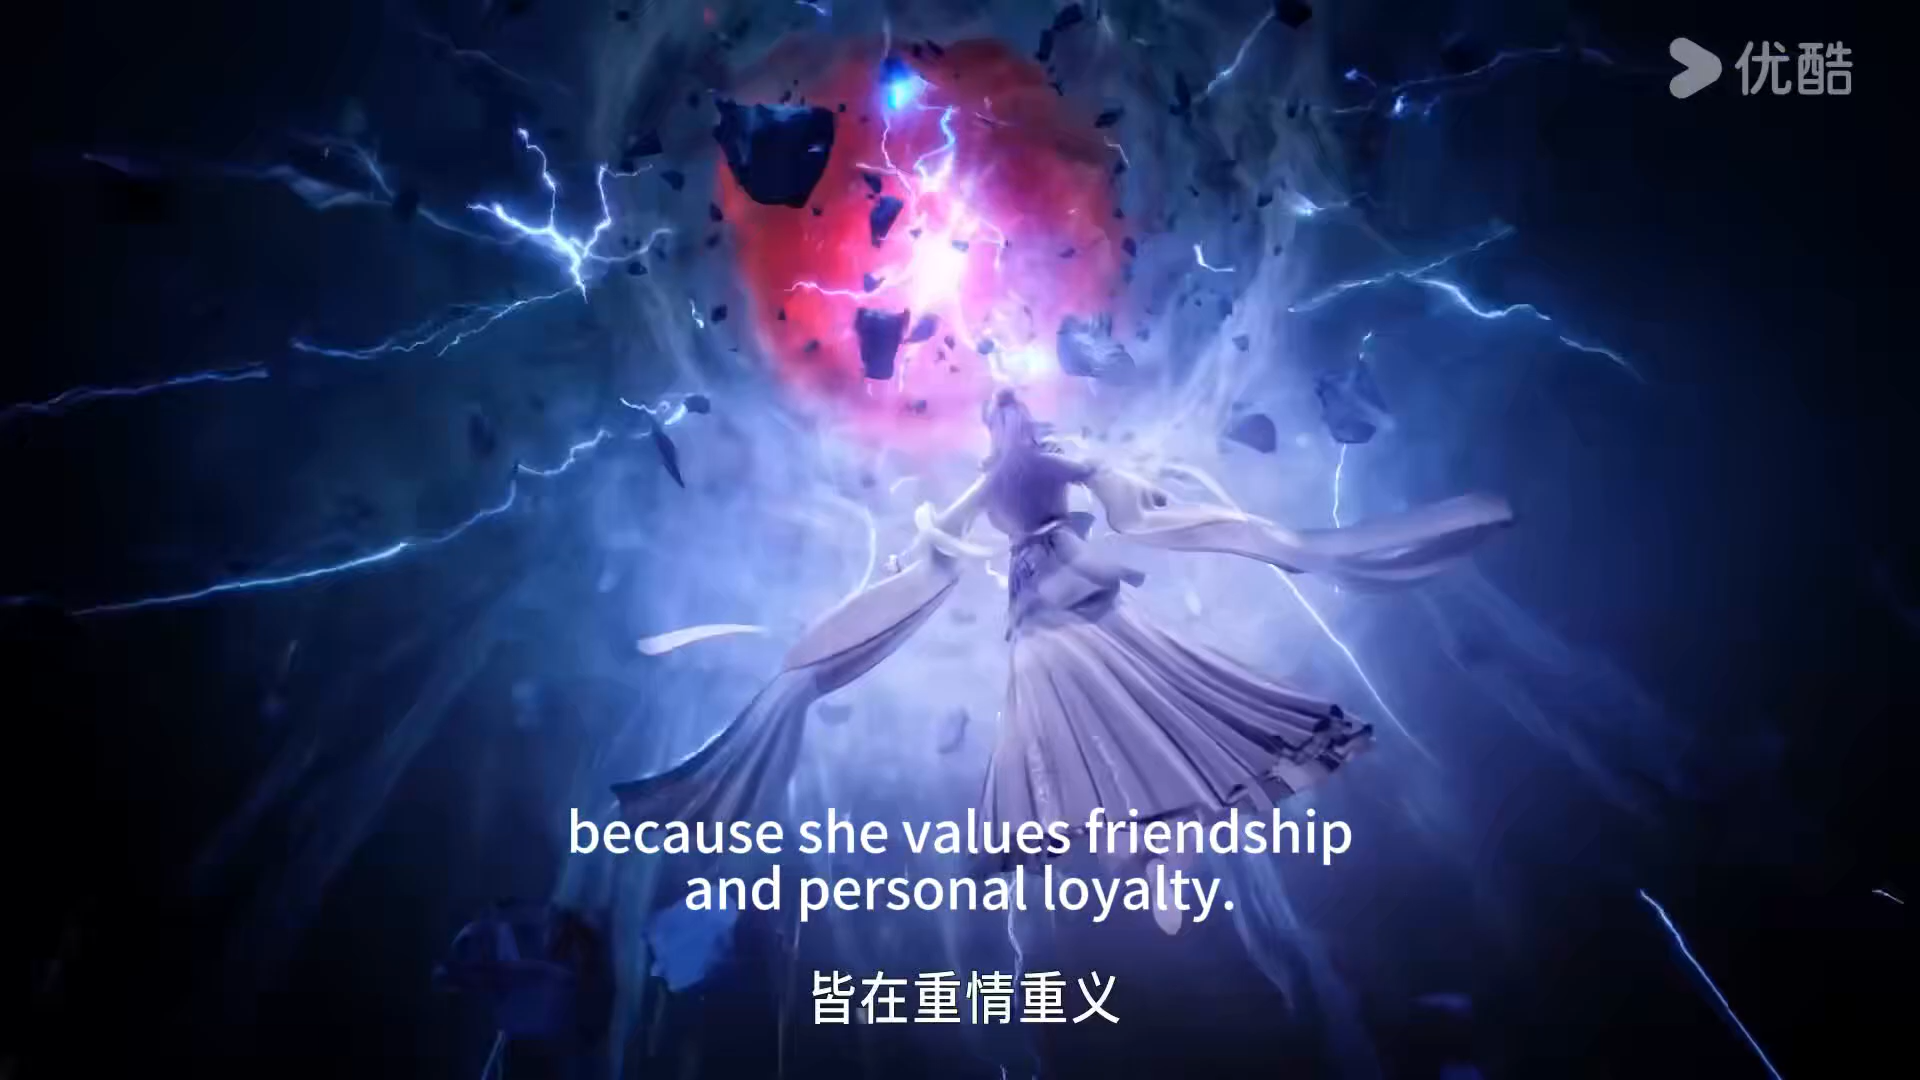 优酷
because she values friendship
and personal loyalty.
皆在重情重义